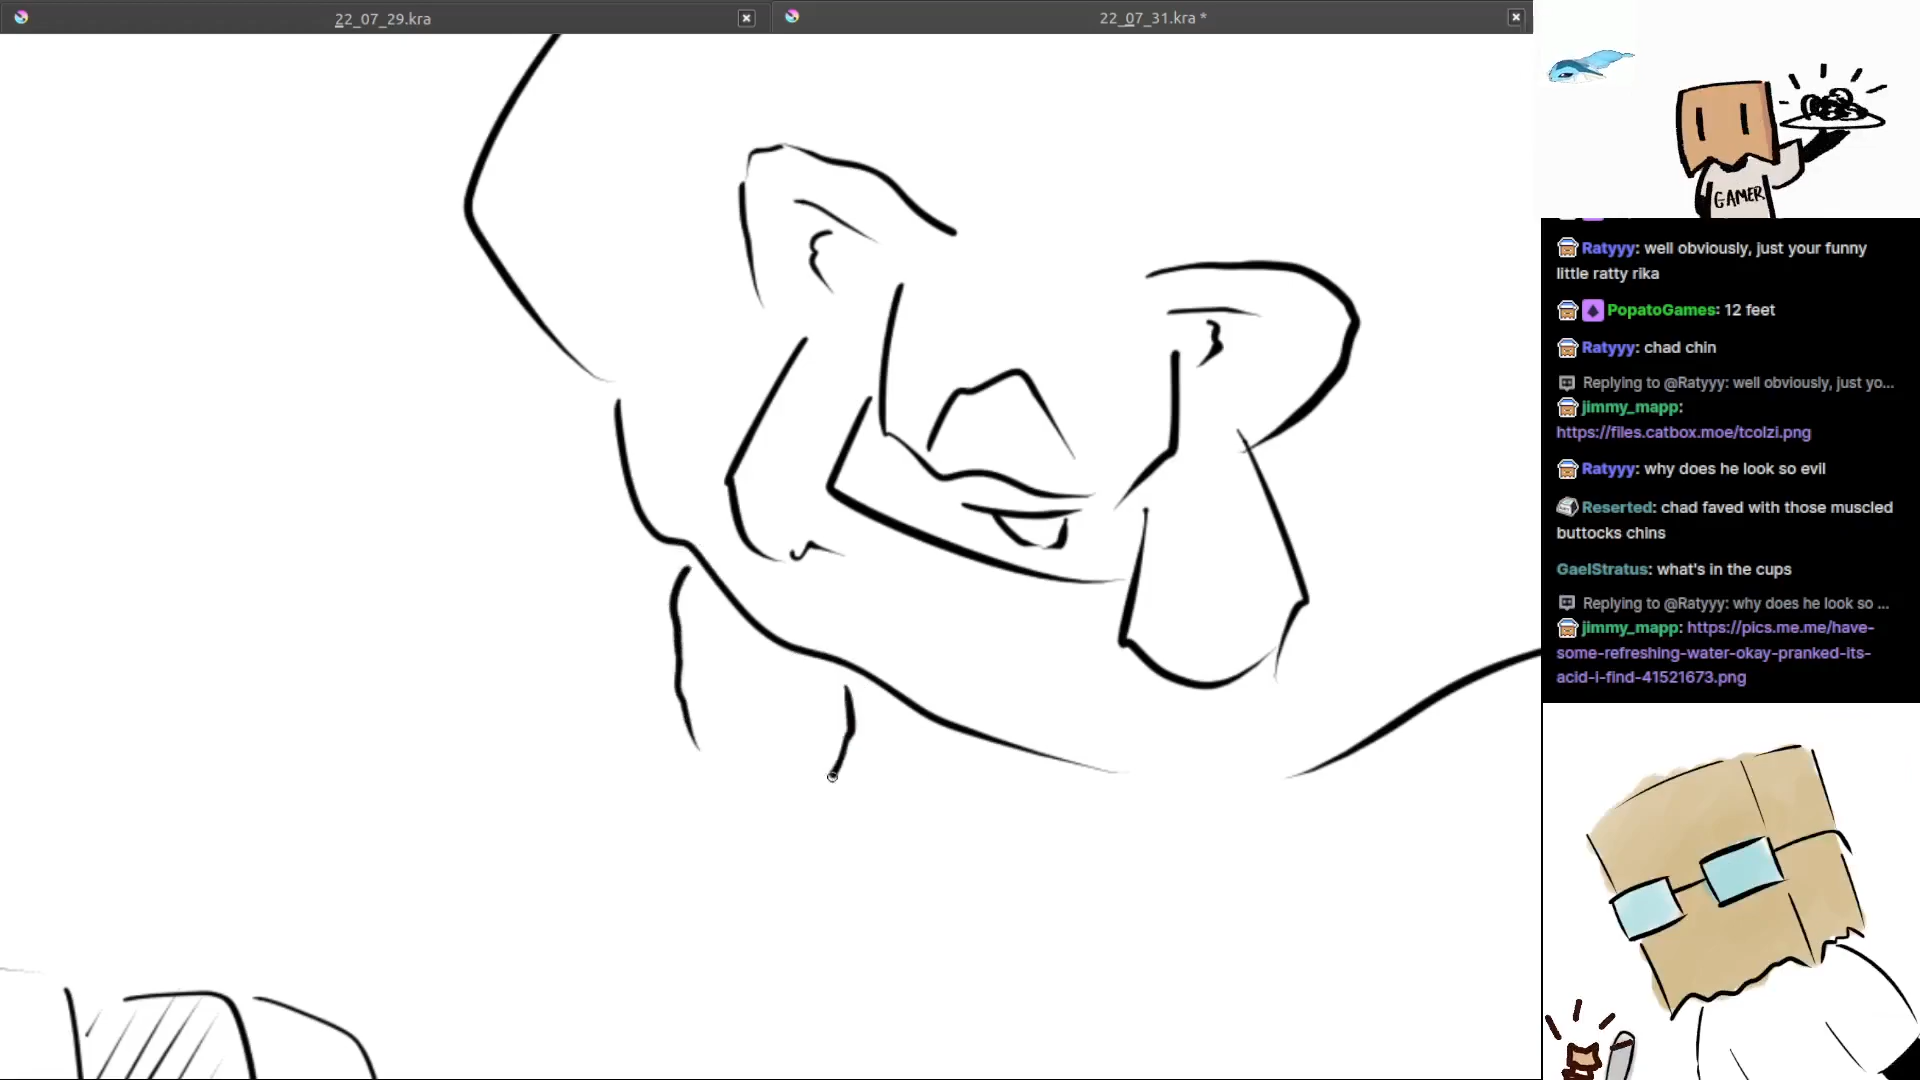 22_07_29.kra
22_07_31.kra *
GAMER
Ratyyy: well obviously, just your funny
little ratty rika
PopatoGames: 12 feet
Ratyyy: chad chin
Replying to @Ratyyy: well obviously, just yo...
jimmy_mapp:
https://files.catbox.moe/tcolzi.png
Ratyyy: why does he look so evil
Reserted: chad faved with those muscled
buttocks chins
GaelStratus: what's in the cups
Replying to @Ratyyy: why does he look so ...
jimmy_mapp: https://pics.me.me/have-
some-refreshing-water-okay-pranked-its-
acid-i-find-41521673.png